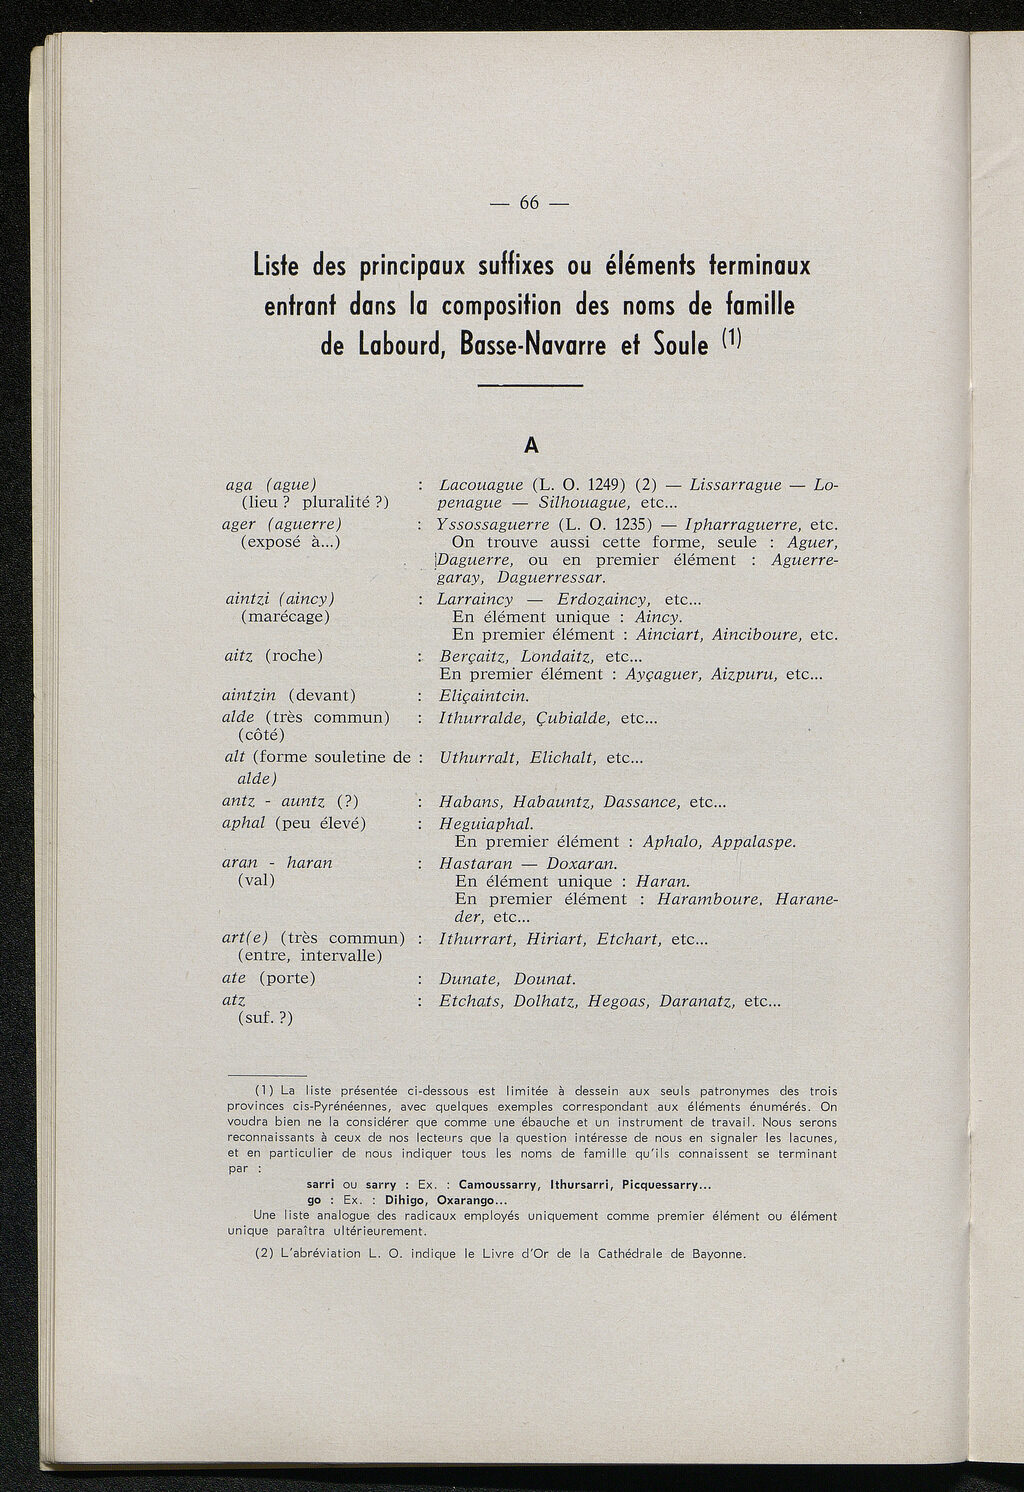 — 66 —
Liste des principaux suffixes ou éléments terminaux
entrant dans la composition des noms de famille
de Labourd, Basse-Navarre et Soule (1)
A
aga (ague) : Lacouague (L. O. 1249) (2) — Lissarrague — Lo-
(lieu ? pluralité ?) penague — Silhouague, etc...
ager (aguerre) : Yssossaguerre (L. O. 1235) — Ipharraguerre, etc.
(exposé à...) On trouve aussi cette forme, seule : Aguer,
Daguerre, ou en premier élément : Aguerre-
garay, Daguerressar.
aintzi (aincy) : Larraincy — Erdozaincy, etc...
(marécage) En élément unique : Aincy.
En premier élément : Ainciart, Ainciboure, etc.
aitz (roche) : Berçaitz, Londaitz, etc...
En premier élément : Ayçaguer, Aizpuru, etc...
aintzin (devant) : Eliçaintcin.
alde (très commun) : Ithurralde, Çubialde, etc...
(côté)
alt (forme souletine de : Uthurralt, Elichalt, etc...
alde)
antz - auntz (?) : Habans, Habauntz, Dassance, etc...
aphal (peu élevé) : Heguiaphal.
En premier élément : Aphalo, Appalaspe.
aran - haran : Hastaran — Doxaran.
(val) En élément unique : Haran.
En premier élément : Haramboure, Harane-
der, etc...
art(e) (très commun) : Ithurrart, Hiriart, Etchart, etc...
(entre, intervalle)
ate (porte) : Dunate, Dounat.
atz : Etchats, Dolhatz, Hegoas, Daranatz, etc...
(suf. ?)
(1) La liste présentée ci-dessous est limitée à dessein aux seuls patronymes des trois
provinces cis-Pyrénéennes, avec quelques exemples correspondant aux éléments énumérés. On
voudra bien ne la considérer que comme une ébauche et un instrument de travail. Nous serons
reconnaissants à ceux de nos lecteurs que la question intéresse de nous en signaler les lacunes,
et en particulier de nous indiquer tous les noms de famille qu'ils connaissent se terminant
par :
sarri ou sarry : Ex. : Camoussarry, Ithursarri, Picquessarry...
go : Ex. : Dihigo, Oxarango...
Une liste analogue des radicaux employés uniquement comme premier élément ou élément
unique paraîtra ultérieurement.
(2) L'abréviation L. O. indique le Livre d'Or de la Cathédrale de Bayonne.